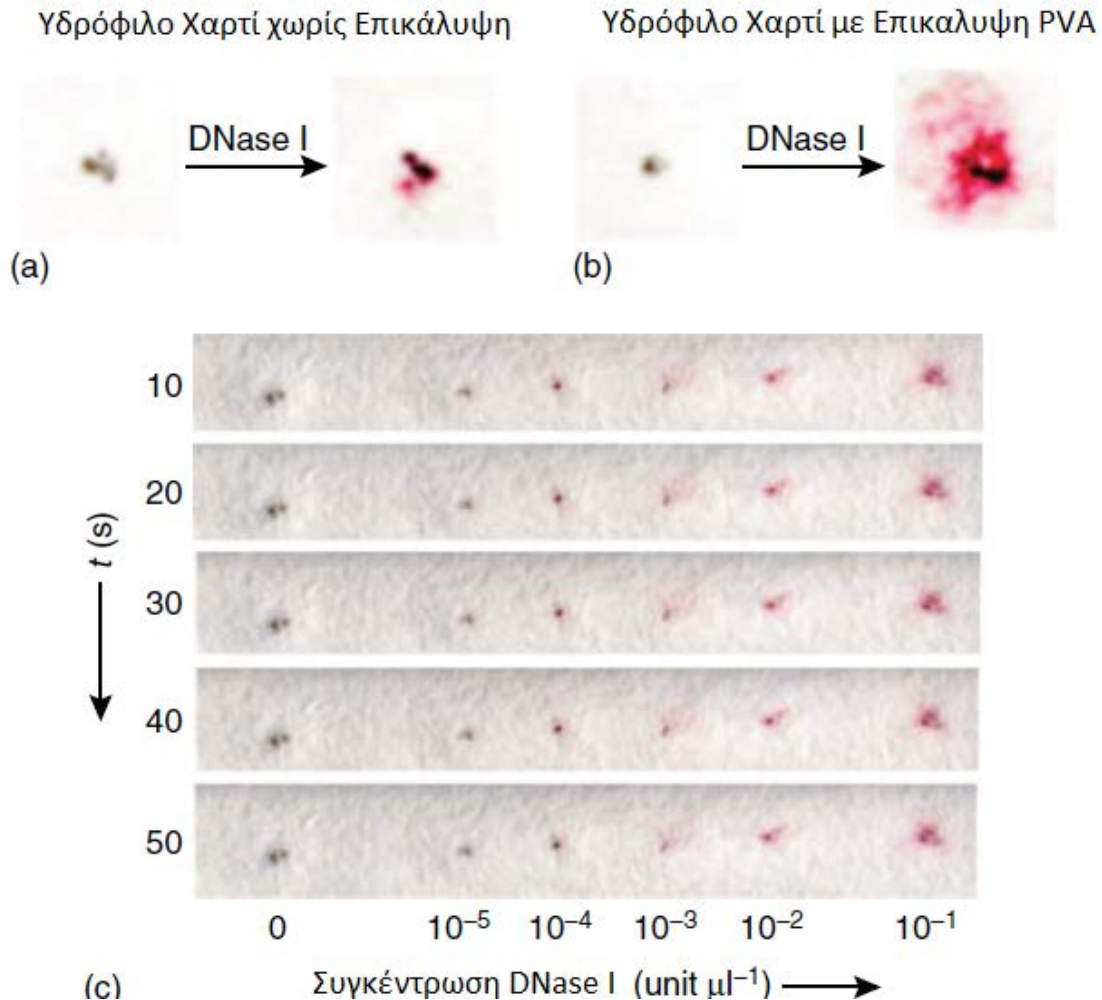 Υδρόφιλο Χαρτί χωρίς Επικάλυψη
Υδρόφιλο Χαρτί με Επικαλυψη PVA
DNase I
DNase I
(a)
(b)
10
20
30
40
50
t (s)
0
10⁻⁵
10⁻⁴
10⁻³
10⁻²
10⁻¹
(c)
Συγκέντρωση DNase I (unit μl⁻¹)